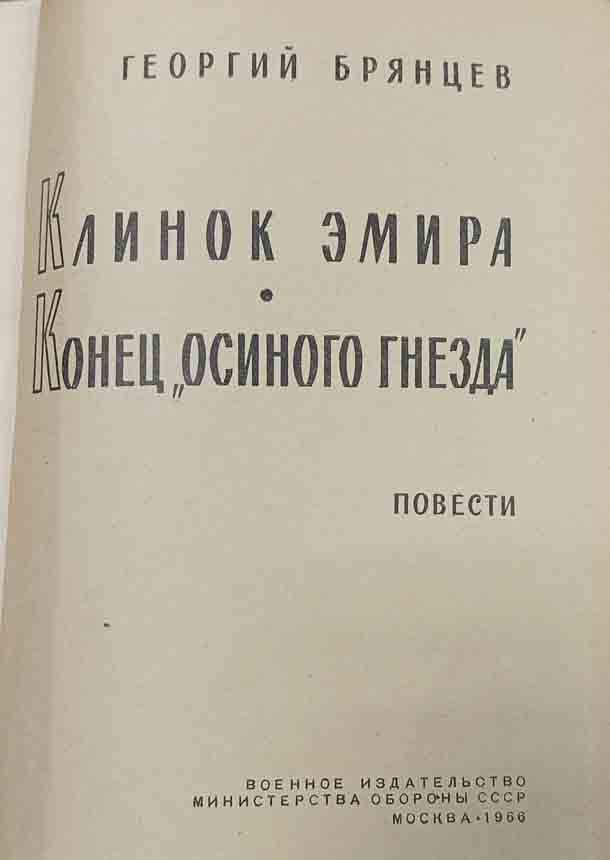 ГЕОРГИЙ БРЯНЦЕВ
КЛИНОК ЭМИРА
•
КОНЕЦ „ОСИНОГО ГНЕЗДА"
ПОВЕСТИ
ВОЕННОЕ ИЗДАТЕЛЬСТВО
МИНИСТЕРСТВА ОБОРОНЫ СССР
МОСКВА • 1966